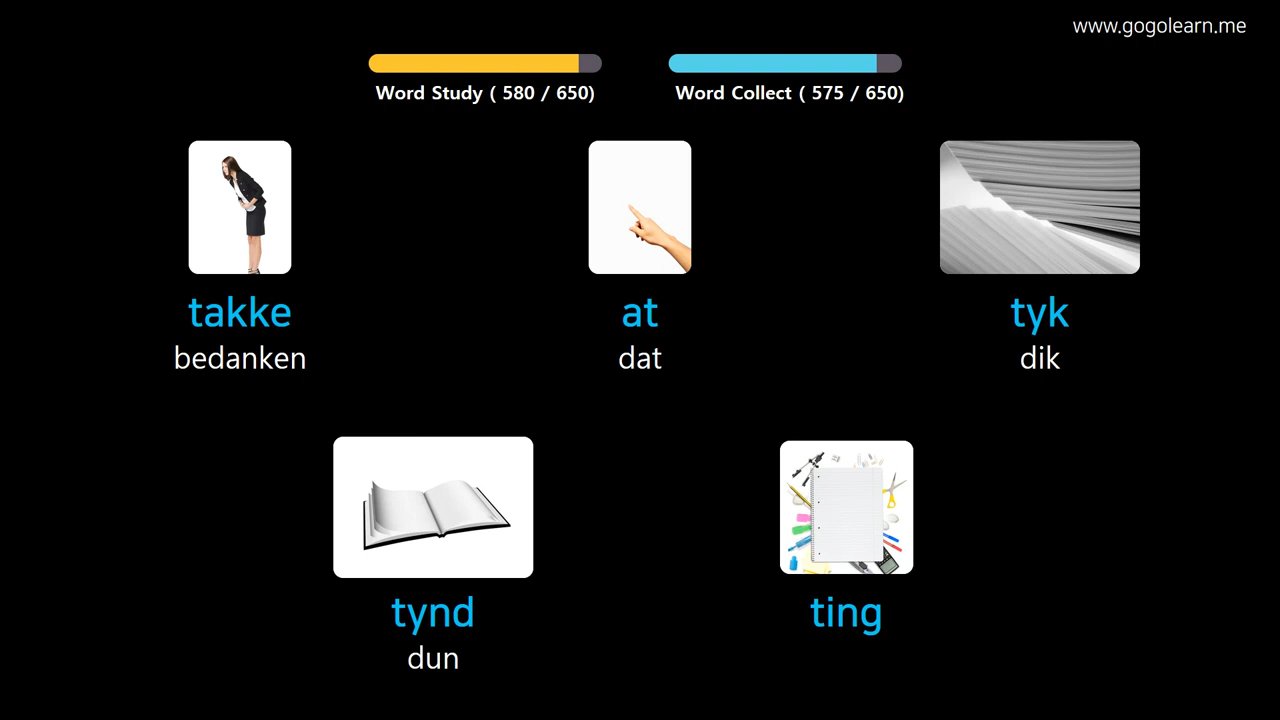 www.gogolearn.me
Word Study ( 580 / 650)
Word Collect ( 575 / 650)
takke
bedanken
at
dat
tyk
dik
tynd
dun
ting